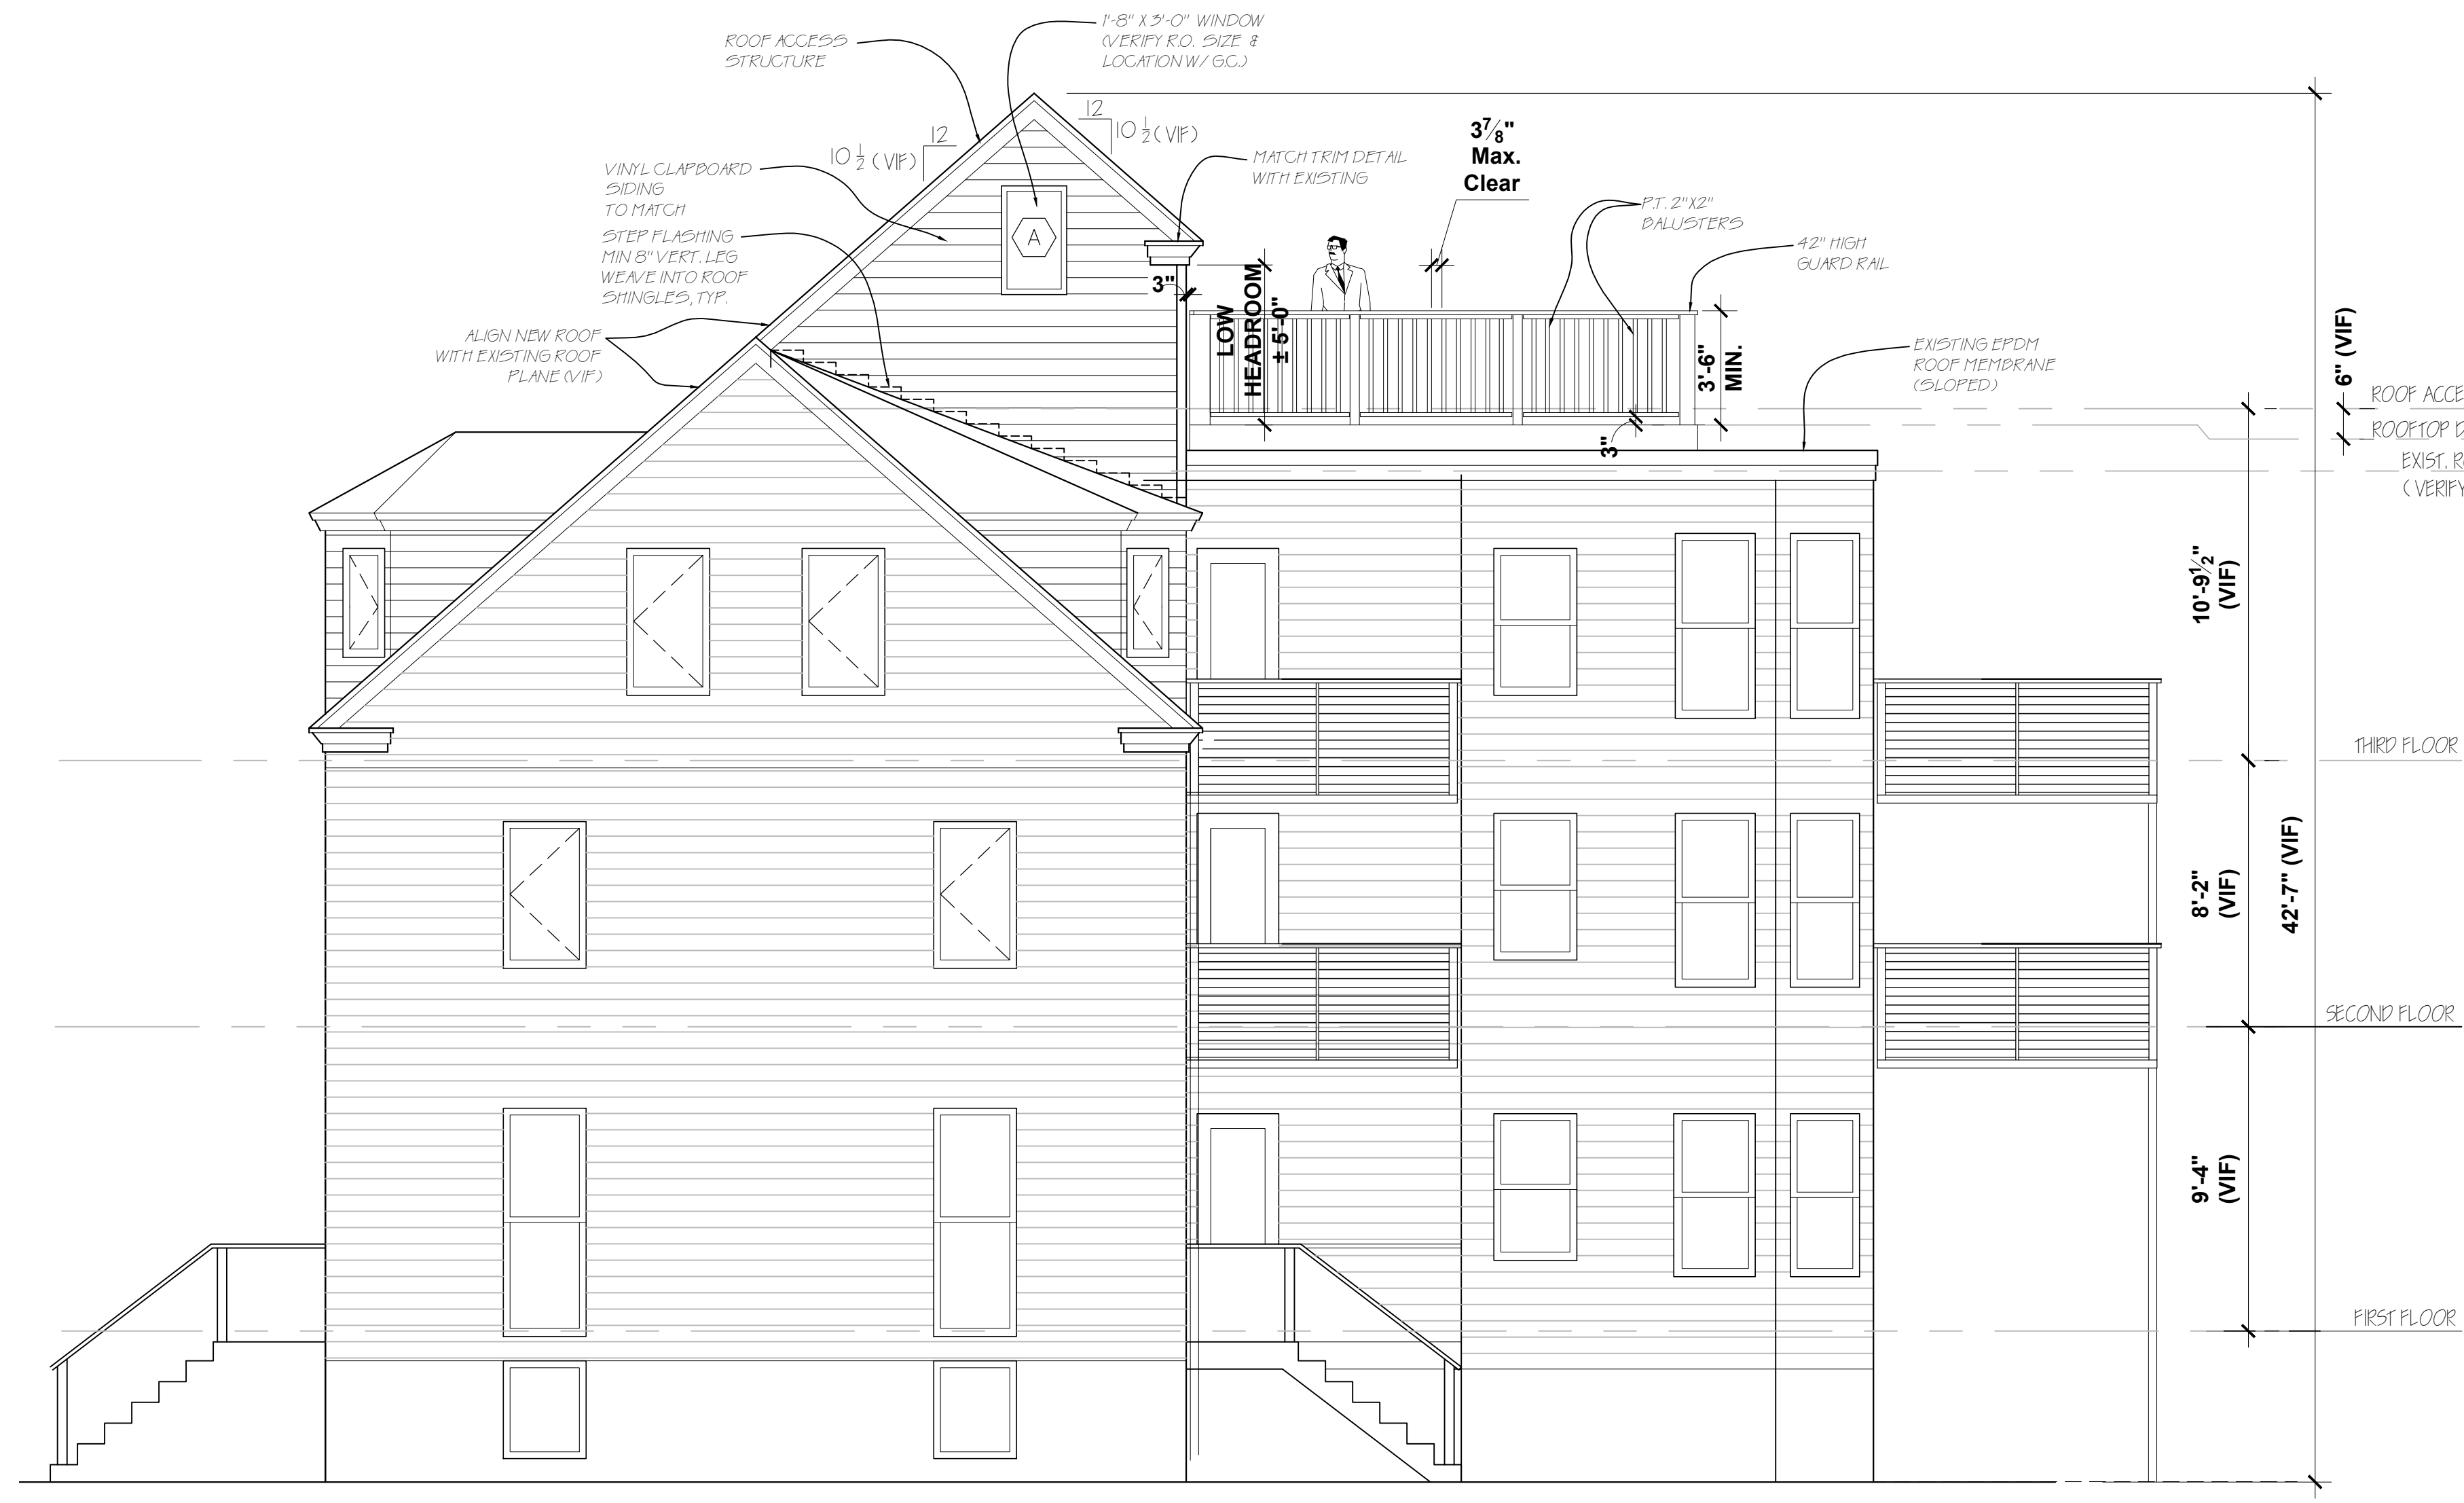 1'-8" X 3'-0" WINDOW
(VERIFY R.O. SIZE &
LOCATION W/ G.C.)
ROOF ACCESS
STRUCTURE
12
10 1/2 (VIF)
12
10 1/2 (VIF)
3 7/8"
Max.
Clear
MATCH TRIM DETAIL
WITH EXISTING
VINYL CLAPBOARD
SIDING
TO MATCH
P.T. 2"X2"
BALUSTERS
STEP FLASHING
MIN 8" VERT. LEG
WEAVE INTO ROOF
SHINGLES, TYP.
A
42" HIGH
GUARD RAIL
3"
LOW
HEADROOM
± 5'-0"
ALIGN NEW ROOF
WITH EXISTING ROOF
PLANE (VIF)
3'-6"
MIN.
EXISTING EPDM
ROOF MEMBRANE
(SLOPED)
6" (VIF)
ROOF ACCE
ROOFTOP D
3"
EXIST. R
( VERIFY
10'-9 1/2"
(VIF)
THIRD FLOOR
8'-2"
(VIF)
42'-7" (VIF)
SECOND FLOOR
9'-4"
(VIF)
FIRST FLOOR